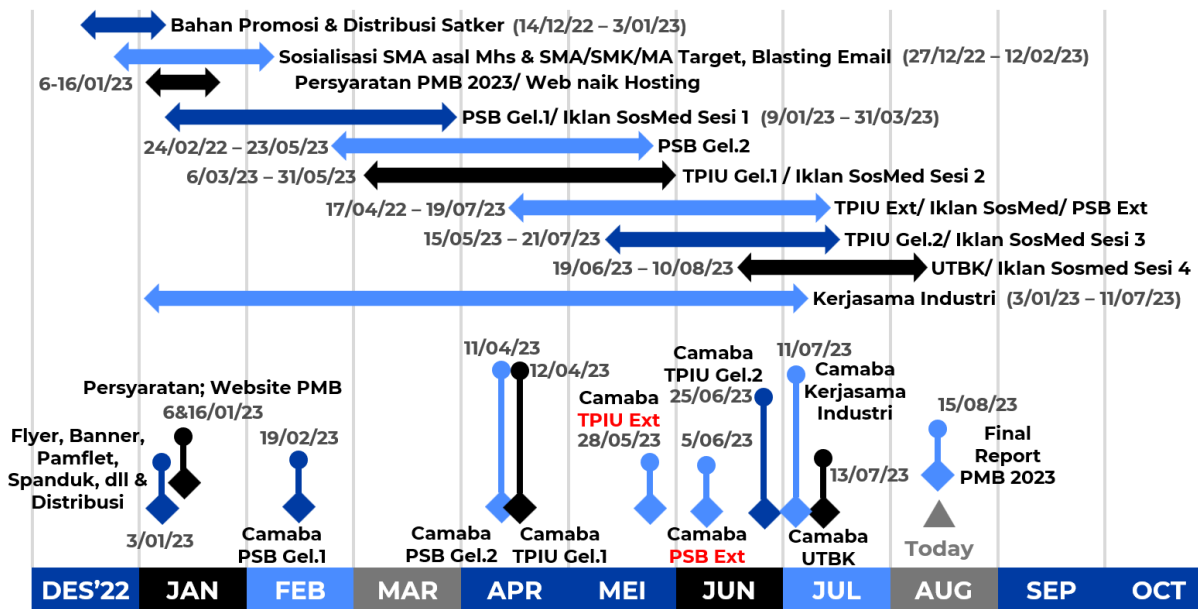 Bahan Promosi & Distribusi Satker (14/12/22 – 3/01/23)
Sosialisasi SMA asal Mhs & SMA/SMK/MA Target, Blasting Email (27/12/22 – 12/02/23)
6-16/01/23 Persyaratan PMB 2023/ Web naik Hosting
PSB Gel.1/ Iklan SosMed Sesi 1 (9/01/23 – 31/03/23)
24/02/22 – 23/05/23 PSB Gel.2
6/03/23 – 31/05/23 TPIU Gel.1 / Iklan SosMed Sesi 2
17/04/22 – 19/07/23 TPIU Ext/ Iklan SosMed/ PSB Ext
15/05/23 – 21/07/23 TPIU Gel.2/ Iklan SosMed Sesi 3
19/06/23 – 10/08/23 UTBK/ Iklan Sosmed Sesi 4
Kerjasama Industri (3/01/23 – 11/07/23)
Flyer, Banner,
Pamflet,
Spanduk, dll &
Distribusi
3/01/23
Persyaratan; Website PMB
6&16/01/23
19/02/23
Camaba
PSB Gel.1
11/04/23
Camaba
PSB Gel.2
12/04/23
Camaba
TPIU Gel.1
Camaba
TPIU Ext
28/05/23
5/06/23
Camaba
PSB Ext
Camaba
TPIU Gel.2
25/06/23
11/07/23
Camaba
Kerjasama
Industri
13/07/23
Camaba
UTBK
15/08/23
Final
Report
PMB 2023
Today
DES'22 JAN FEB MAR APR MEI JUN JUL AUG SEP OCT